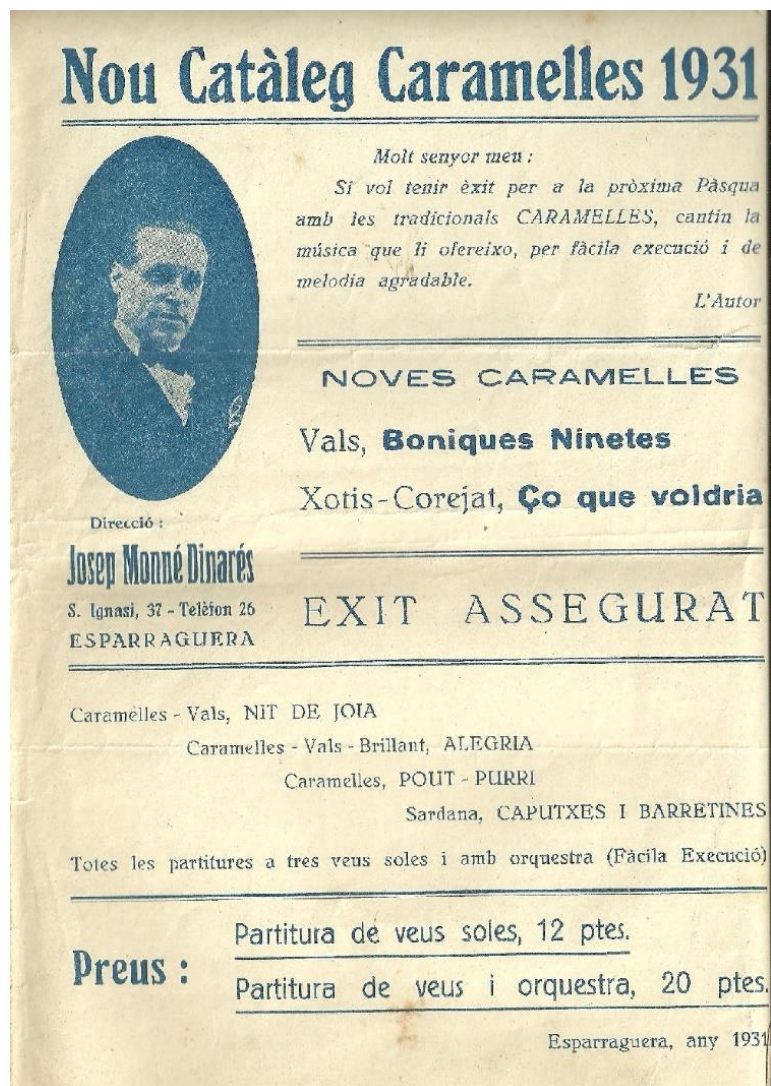 Nou Catàleg Caramelles 1931
Molt senyor meu :
Si vol tenir èxit per a la pròxima Pàsqua
amb les tradicionals CARAMELLES, cantin la
música que li ofereixo, per fàcila execució i de
melodia agradable.
L'Autor
NOVES CARAMELLES
Vals, Boniques Ninetes
Xotis-Corejat, Ço que voldria
Direcció :
Josep Monné Dinarés
S. Ignasi, 37 - Telèfon 26
ESPARRAGUERA
EXIT ASSEGURAT
Caramelles - Vals, NIT DE JOIA
Caramelles - Vals - Brillant, ALEGRIA
Caramelles, POUT - PURRI
Sardana, CAPUTXES I BARRETINES
Totes les partitures a tres veus soles i amb orquestra (Fàcila Execució)
Preus :
Partitura de veus soles, 12 ptes.
Partitura de veus i orquestra, 20 ptes.
Esparraguera, any 1931